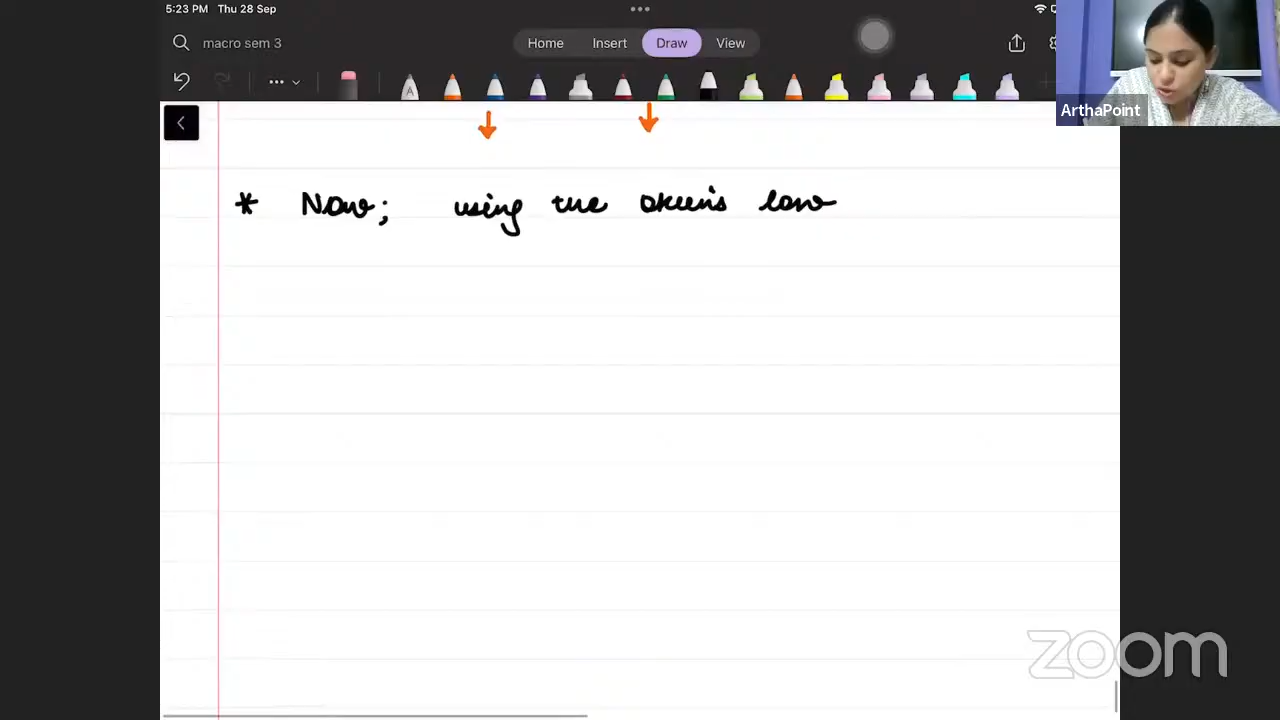 5:23 PM Thu 28 Sep
macro sem 3
Home Insert Draw View
A
ArthaPoint
* Now; using the okun's law
zoom